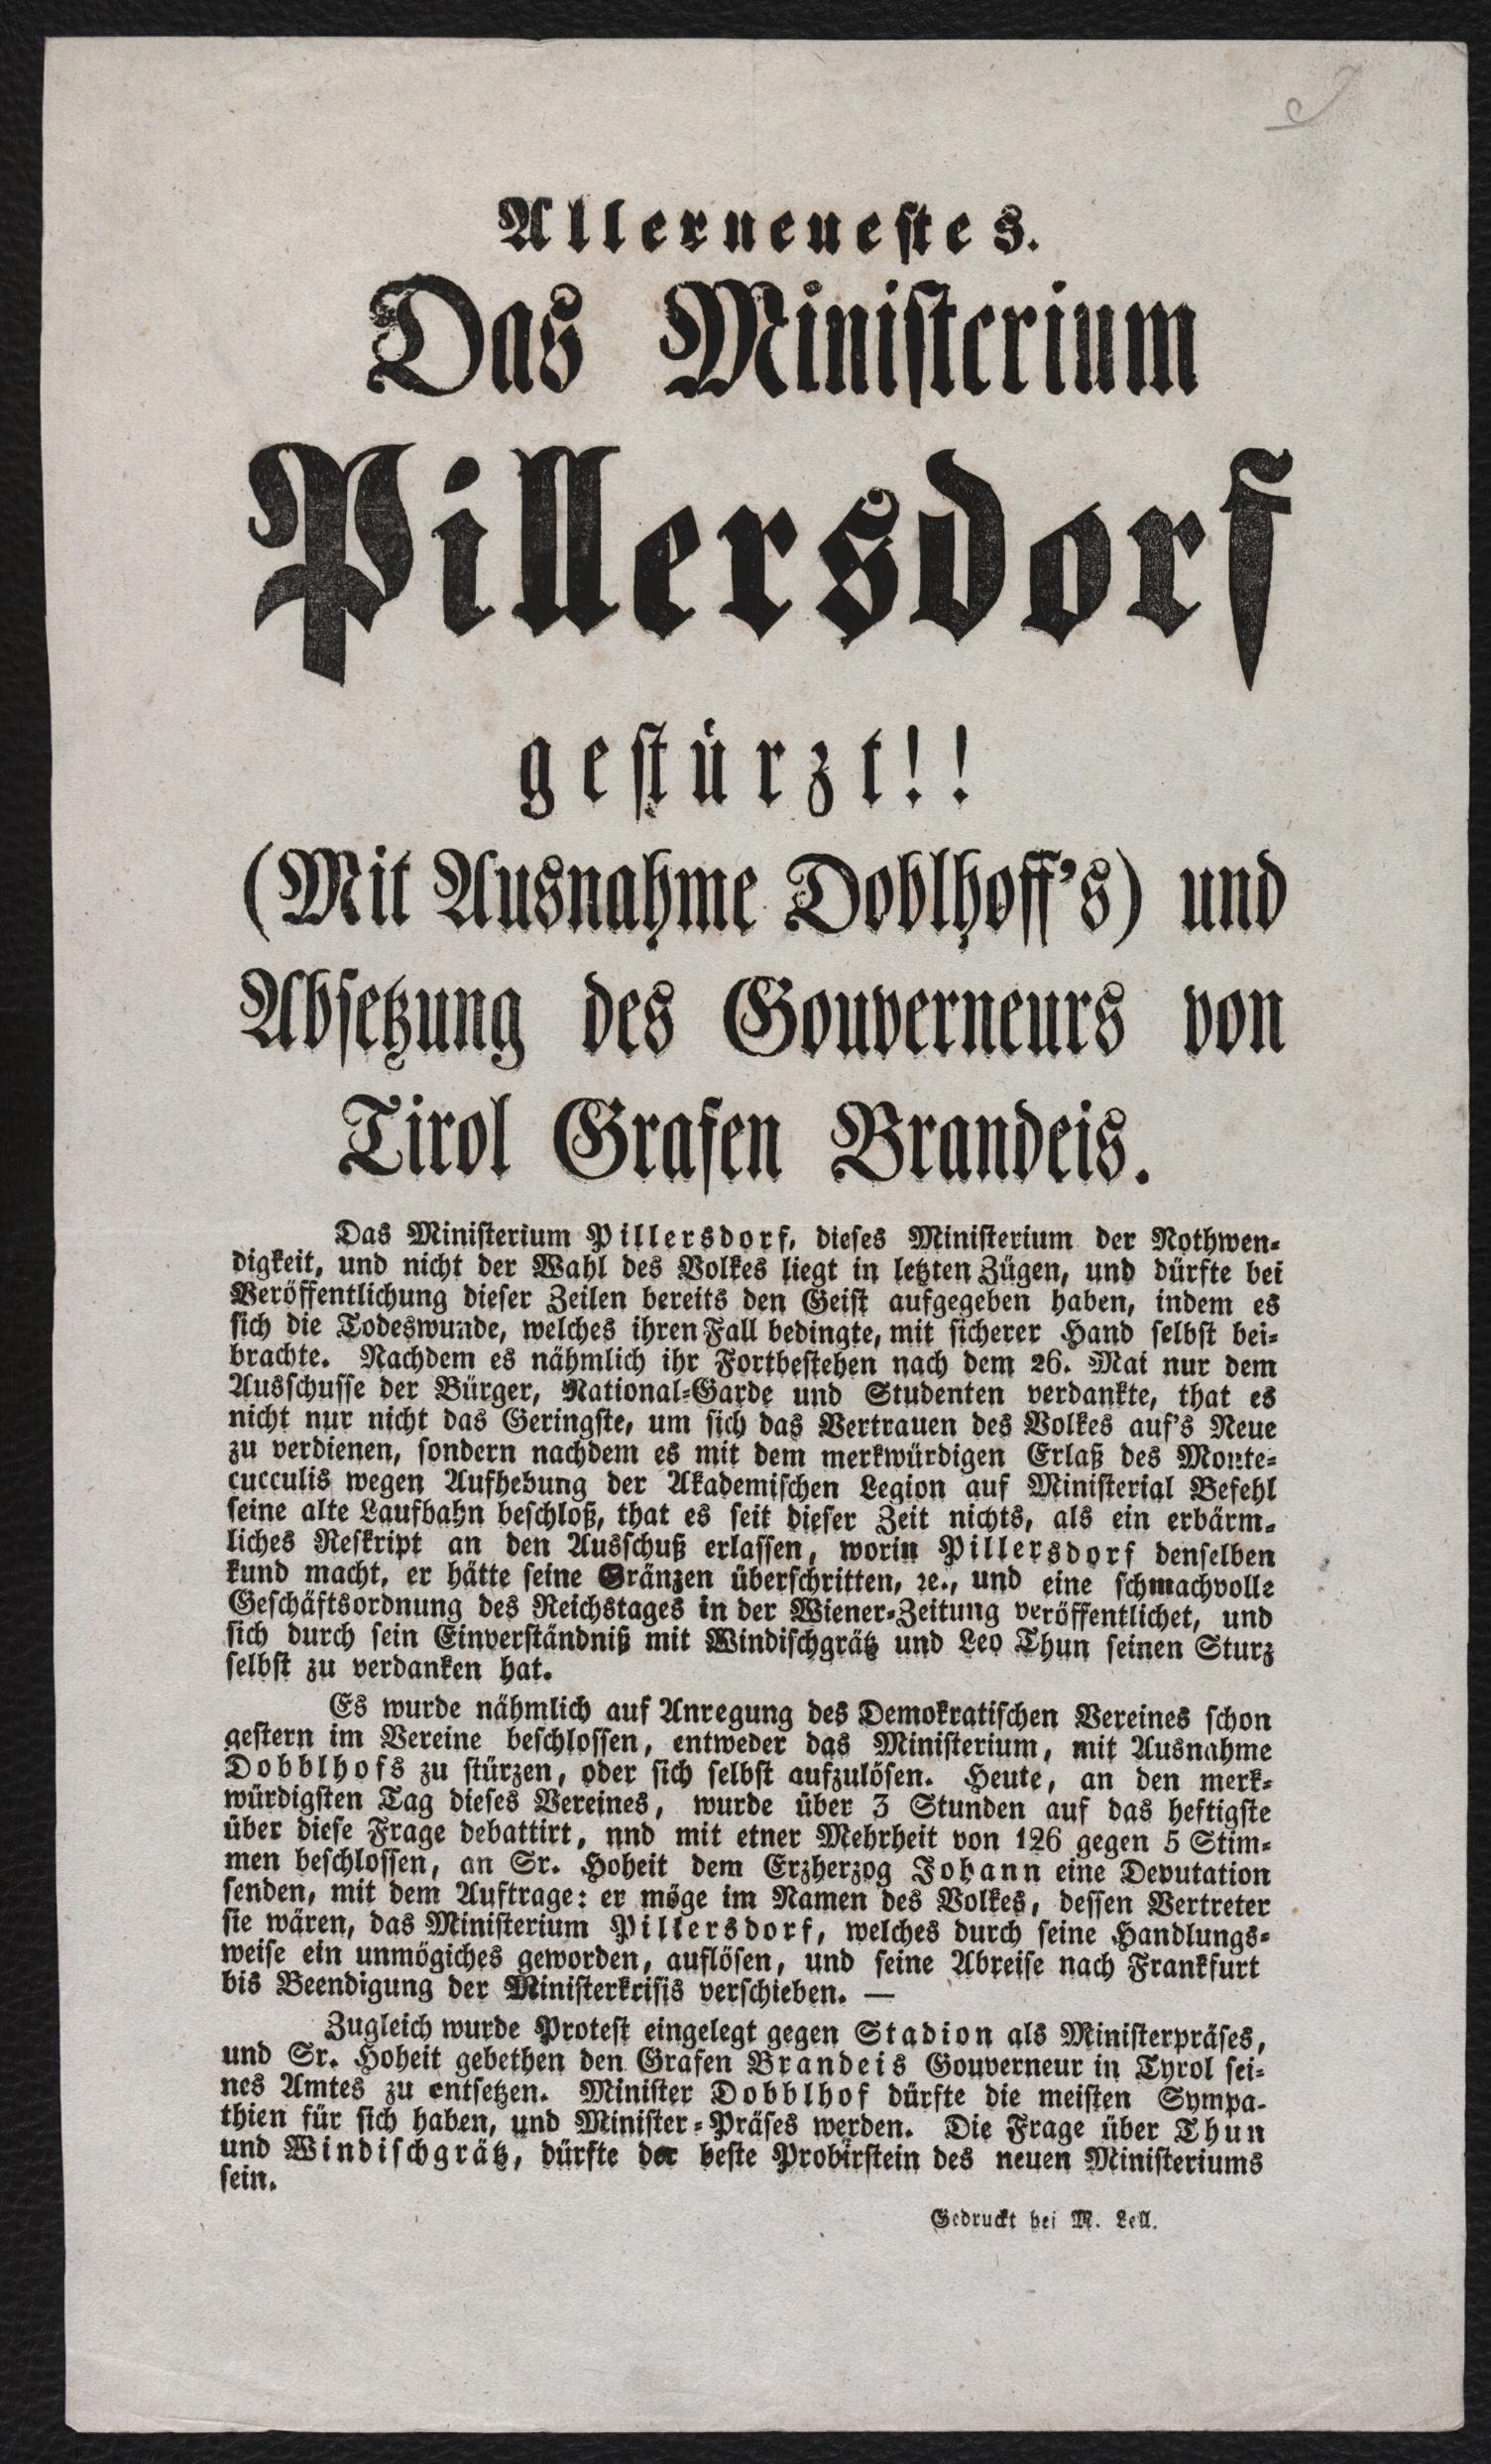 Allerneuestes.
Das Ministerium
Pillersdorf
gestürzt!!
(Mit Ausnahme Doblhoff's) und
Absetzung des Gouverneurs von
Tirol Grafen Brandeis.
Das Ministerium Pillersdorf, dieses Ministerium der Nothwen-
digkeit, und nicht der Wahl des Volkes liegt in letzten Zügen, und dürfte bei
Veröffentlichung dieser Zeilen bereits den Geist aufgegeben haben, indem es
sich die Todeswunde, welches ihren Fall bedingte, mit sicherer Hand selbst bei-
brachte. Nachdem es nähmlich ihr Fortbestehen nach dem 26. Mai nur dem
Ausschusse der Bürger, National-Garde und Studenten verdankte, that es
nicht nur nicht das Geringste, um sich das Vertrauen des Volkes auf's Neue
zu verdienen, sondern nachdem es mit dem merkwürdigen Erlaß des Monte-
cucculis wegen Aufhebung der Akademischen Legion auf Ministerial Befehl
seine alte Laufbahn beschloß, that es seit dieser Zeit nichts, als ein erbärm-
liches Reskript an den Ausschuß erlassen, worin Pillersdorf denselben
kund macht, er hätte seine Gränzen überschritten, ꝛe., und eine schmachvolle
Geschäftsordnung des Reichstages in der Wiener-Zeitung veröffentlichet, und
sich durch sein Einverständniß mit Windischgrätz und Leo Thun seinen Sturz
selbst zu verdanken hat.
Es wurde nähmlich auf Anregung des Demokratischen Vereines schon
gestern im Vereine beschlossen, entweder das Ministerium, mit Ausnahme
Dobblhofs zu stürzen, oder sich selbst aufzulösen. Heute, an den merk-
würdigsten Tag dieses Vereines, wurde über 3 Stunden auf das heftigste
über diese Frage debattirt, nnd mit etner Mehrheit von 126 gegen 5 Stim-
men beschlossen, an Sr. Hoheit dem Erzherzog Johann eine Deputation
senden, mit dem Auftrage: er möge im Namen des Volkes, dessen Vertreter
sie wären, das Ministerium Pillersdorf, welches durch seine Handlungs-
weise ein unmögiches geworden, auflösen, und seine Abreise nach Frankfurt
bis Beendigung der Ministerkrisis verschieben. —
Zugleich wurde Protest eingelegt gegen Stadion als Ministerpräses,
und Sr. Hoheit gebethen den Grafen Brandeis Gouverneur in Tyrol sei-
nes Amtes zu entsetzen. Minister Dobblhof dürfte die meisten Sympa-
thien für sich haben, und Minister-Präses werden. Die Frage über Thun
und Windischgrätz, dürfte der beste Probirstein des neuen Ministeriums
sein.
Gedruckt bei M. Lell.